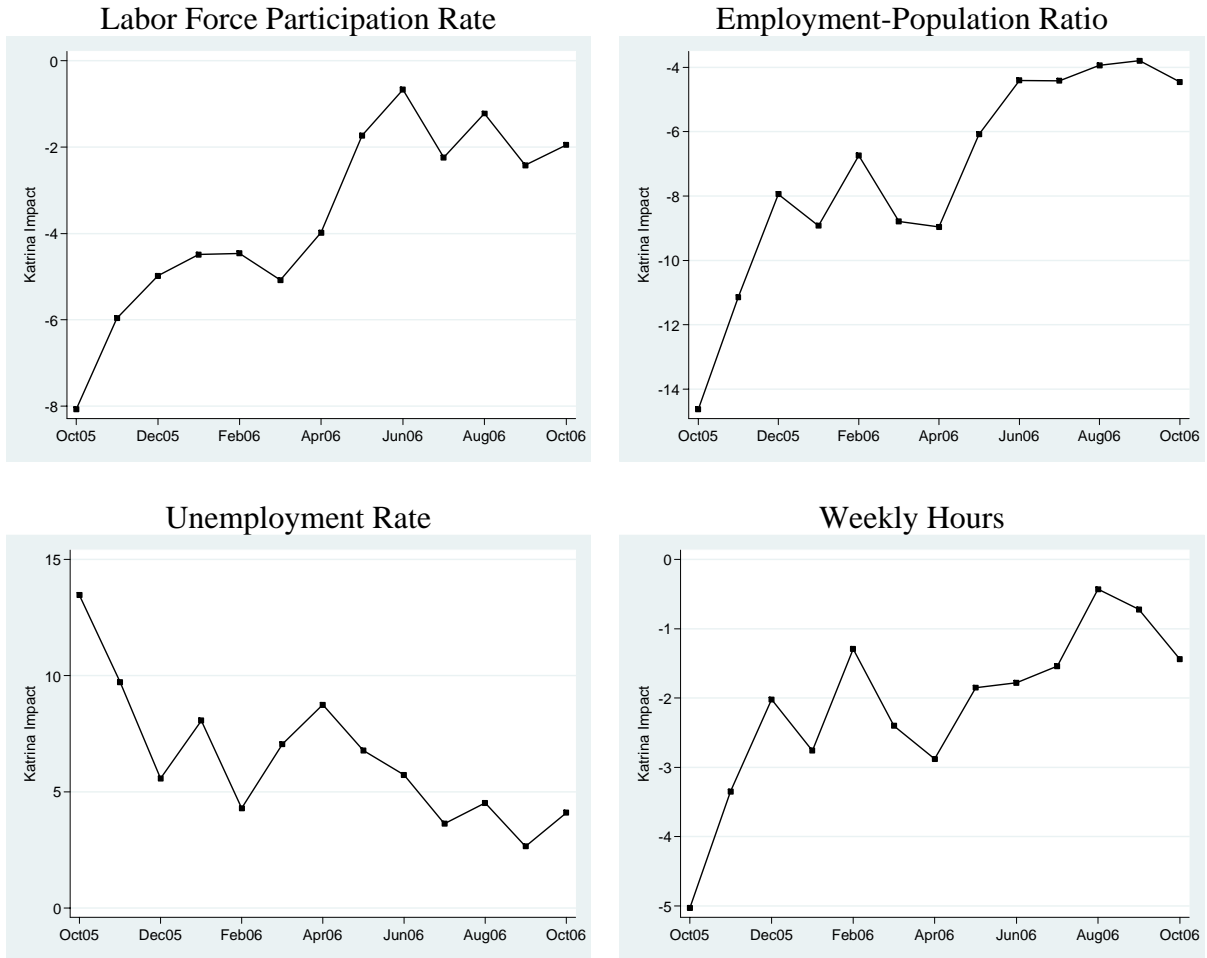 Labor Force Participation Rate
Employment-Population Ratio
0
-2
-4
-6
-8
Katrina Impact
Oct05 Dec05 Feb06 Apr06 Jun06 Aug06 Oct06
-4
-6
-8
-10
-12
-14
Katrina Impact
Oct05 Dec05 Feb06 Apr06 Jun06 Aug06 Oct06
Unemployment Rate
Weekly Hours
15
10
5
0
Katrina Impact
Oct05 Dec05 Feb06 Apr06 Jun06 Aug06 Oct06
0
-1
-2
-3
-4
-5
Katrina Impact
Oct05 Dec05 Feb06 Apr06 Jun06 Aug06 Oct06